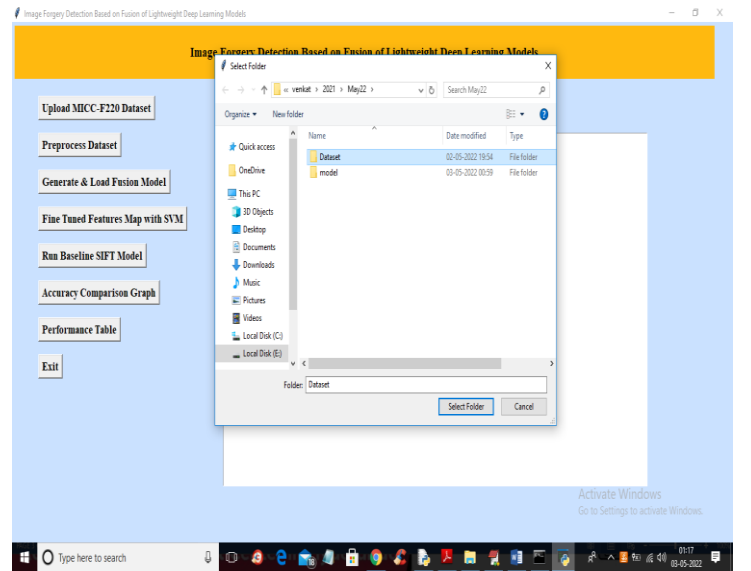 Image Forgery Detection Based on Fusion of Lightweight Deep Learning Models
Image Forgery Detection Based on Fusion of Lightweight Deep Learning Models
Select Folder
« venkat › 2021 › May22 ›
Search May22
Organize
New folder
Name
Date modified
Type
Quick access
Dataset
02-05-2022 19:54
File folder
OneDrive
model
03-05-2022 00:59
File folder
This PC
3D Objects
Desktop
Documents
Downloads
Music
Pictures
Videos
Local Disk (C:)
Local Disk (E:)
Folder:
Dataset
Select Folder
Cancel
Upload MICC-F220 Dataset
Preprocess Dataset
Generate & Load Fusion Model
Fine Tuned Features Map with SVM
Run Baseline SIFT Model
Accuracy Comparison Graph
Performance Table
Exit
Activate Windows
Go to Settings to activate Windows.
Type here to search
01:17
03-05-2022